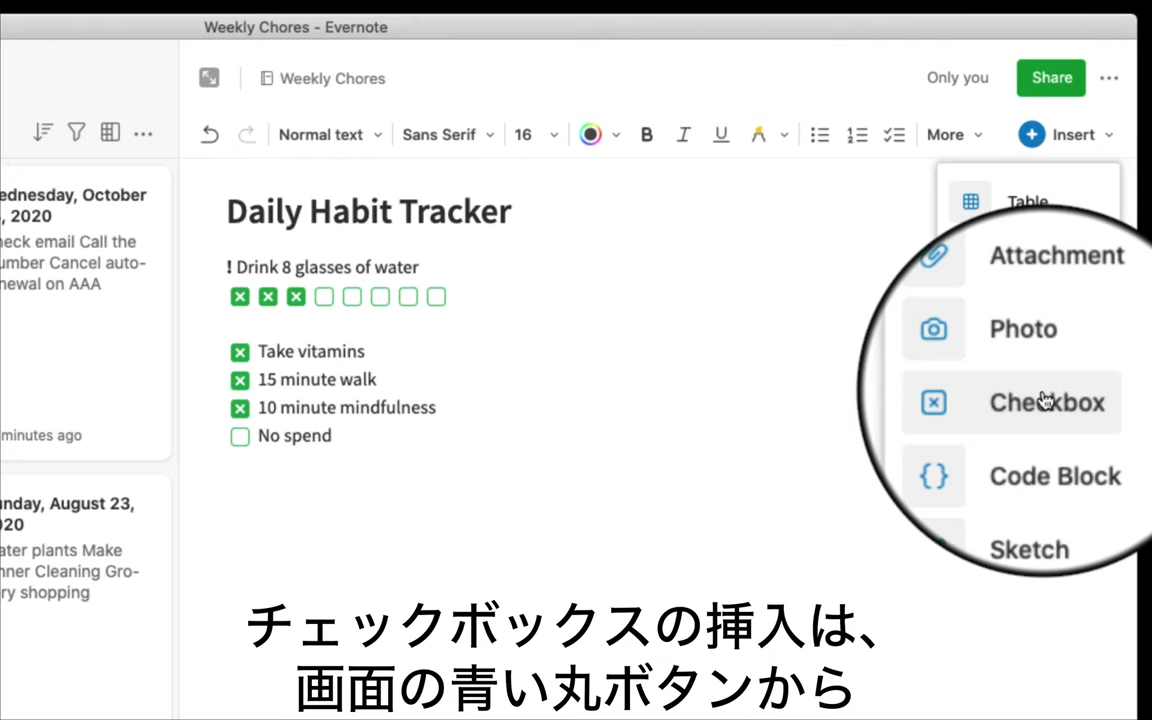 Weekly Chores - Evernote
Weekly Chores
Only you
Share
Normal text
Sans Serif
16
B I U
More
Insert
ednesday, October
, 2020
eck email Call the
umber Cancel auto-
newal on AAA
minutes ago
unday, August 23,
020
ater plants Make
nner Cleaning Gro-
ry shopping
Daily Habit Tracker
! Drink 8 glasses of water
Take vitamins
15 minute walk
10 minute mindfulness
No spend
Table
Attachment
Photo
Checkbox
Code Block
Sketch
チェックボックスの挿入は、
画面の青い丸ボタンから